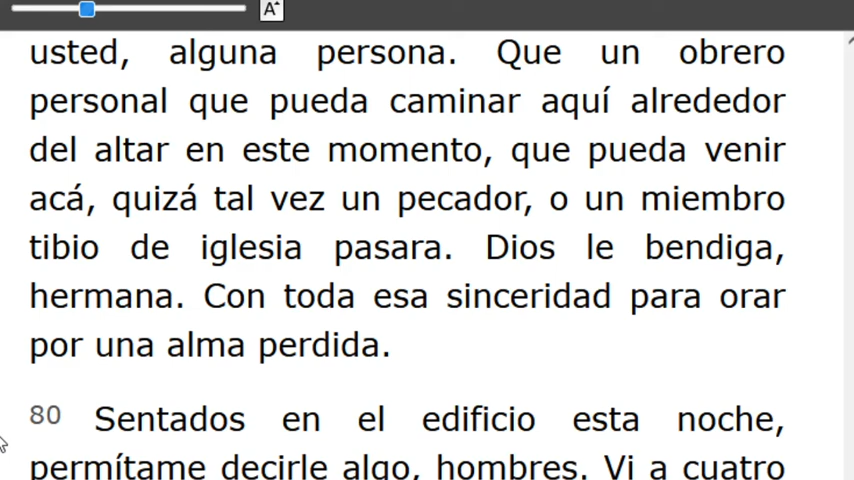 A
usted, alguna persona. Que un obrero
personal que pueda caminar aquí alrededor
del altar en este momento, que pueda venir
acá, quizá tal vez un pecador, o un miembro
tibio de iglesia pasara. Dios le bendiga,
hermana. Con toda esa sinceridad para orar
por una alma perdida.
80 Sentados en el edificio esta noche,
permítame decirle algo, hombres. Vi a cuatro